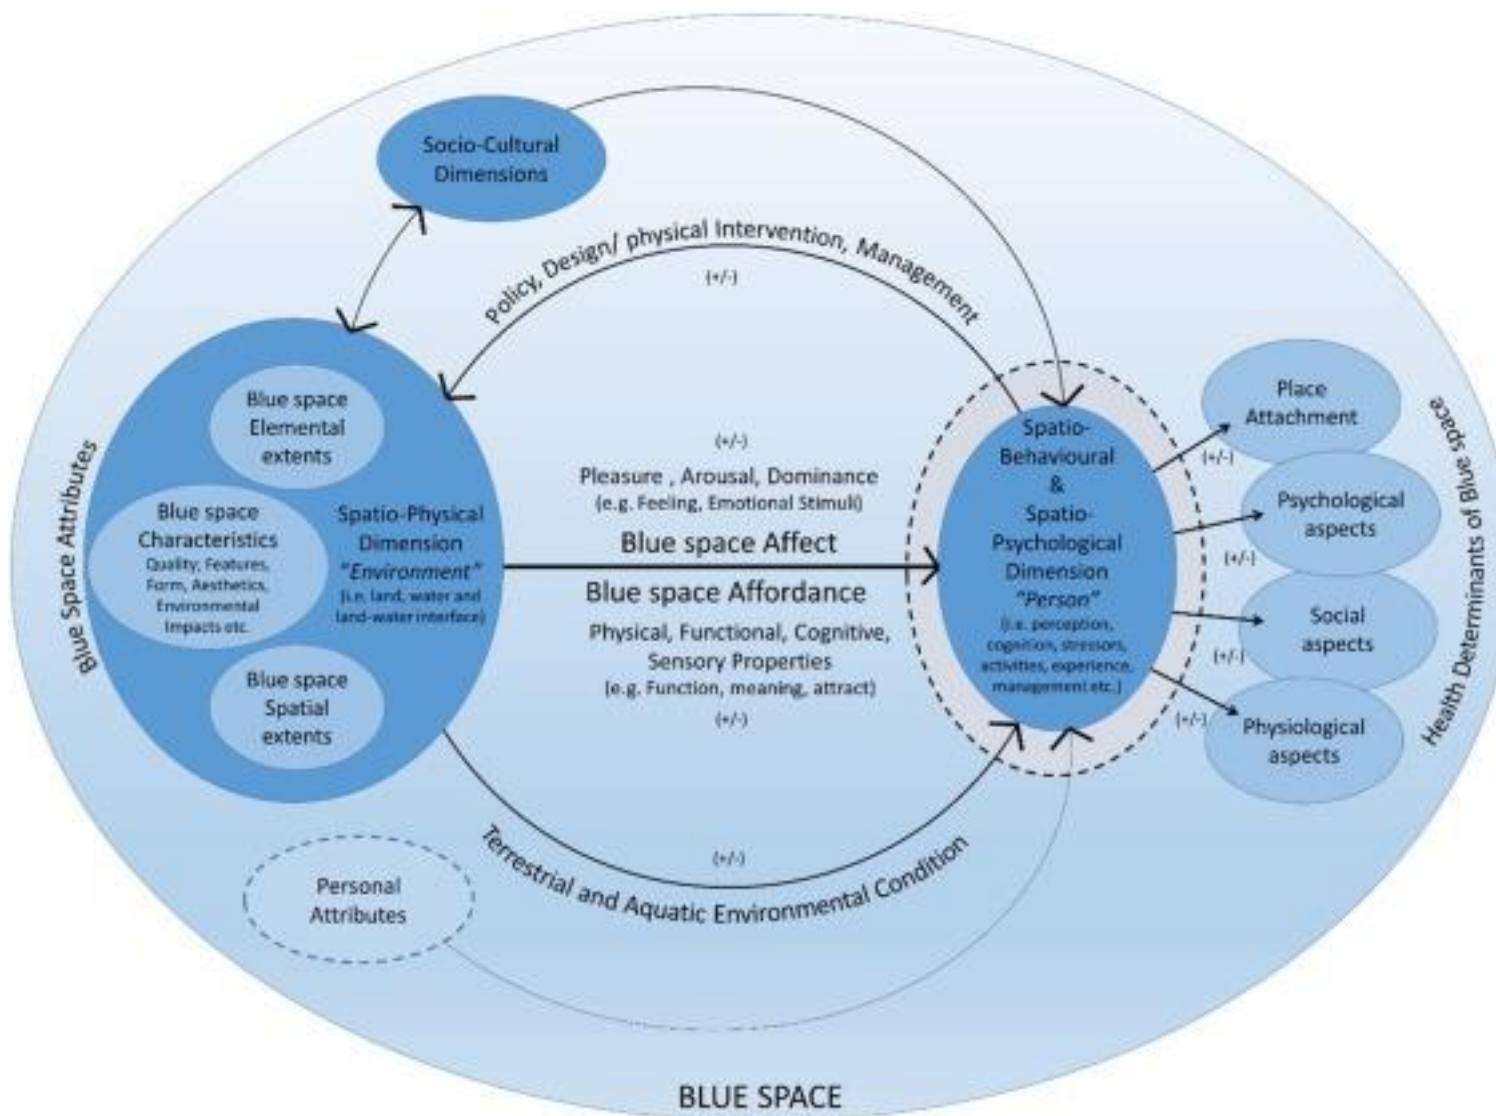 Socio-Cultural
Dimensions
Policy, Design/ physical Intervention, Management
(+/-)
Blue Space Attributes
Blue space
Elemental
extents
Blue space
Characteristics
Quality, Features,
Form, Aesthetics,
Environmental
Impacts etc.
Blue space
Spatial
extents
Spatio-Physical
Dimension
"Environment"
(i.e. land, water and
land-water interface)
(+/-)
Pleasure , Arousal, Dominance
(e.g. Feeling, Emotional Stimuli)
Blue space Affect
Blue space Affordance
Physical, Functional, Cognitive,
Sensory Properties
(e.g. Function, meaning, attract)
(+/-)
Spatio-
Behavioural
&
Spatio-
Psychological
Dimension
"Person"
(i.e. perception,
cognition, stressors,
activities, experience,
management etc.)
Place
Attachment
(+/-)
Psychological
aspects
(+/-)
Social
aspects
(+/-)
Physiological
aspects
(+/-)
Health Determinants of Blue space
(+/-)
Terrestrial and Aquatic Environmental Condition
Personal
Attributes
BLUE SPACE